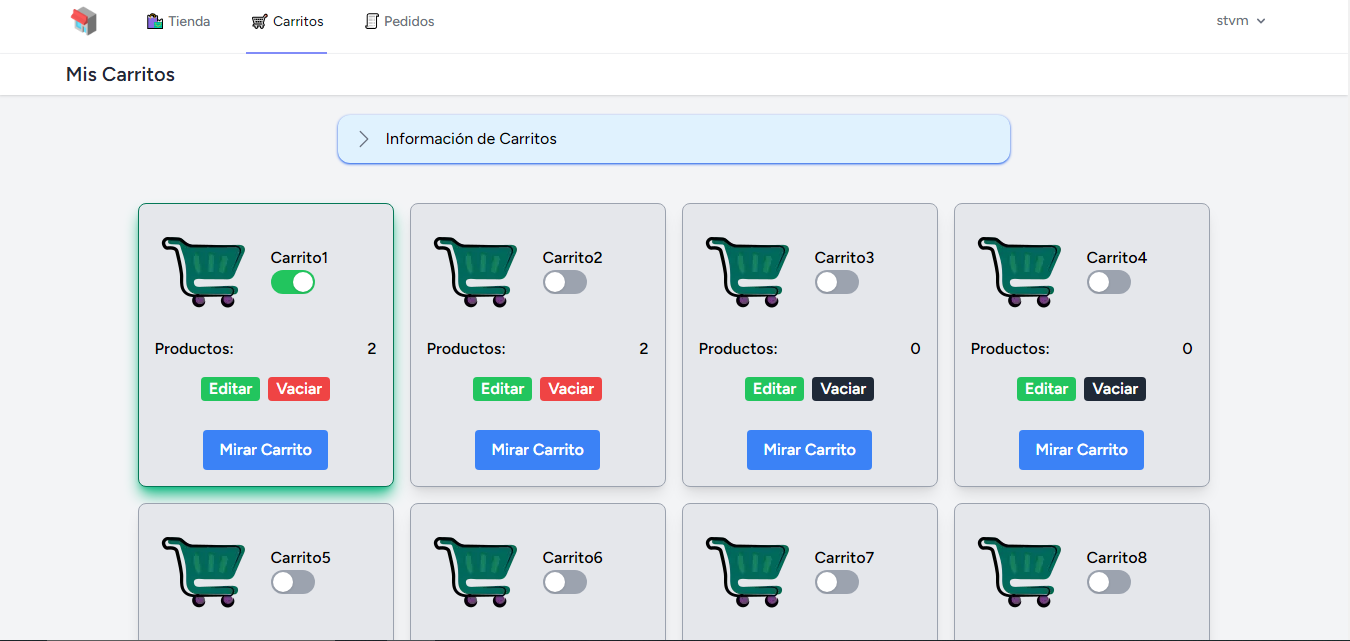 Tienda Carritos Pedidos stvm
Mis Carritos
Información de Carritos
Carrito1 Carrito2 Carrito3 Carrito4
Productos: 2 Productos: 2 Productos: 0 Productos: 0
Editar Vaciar Editar Vaciar Editar Vaciar Editar Vaciar
Mirar Carrito Mirar Carrito Mirar Carrito Mirar Carrito
Carrito5 Carrito6 Carrito7 Carrito8